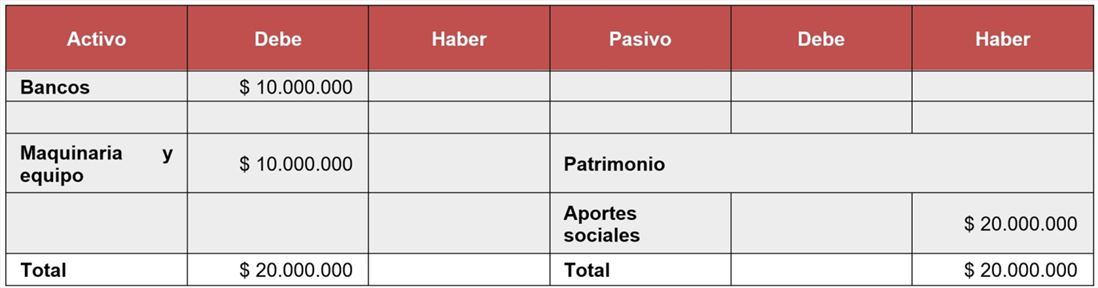 Activo Debe Haber Pasivo Debe Haber
Bancos $ 10.000.000
Maquinaria y
equipo $ 10.000.000 Patrimonio
Aportes
sociales $ 20.000.000
Total $ 20.000.000 Total $ 20.000.000